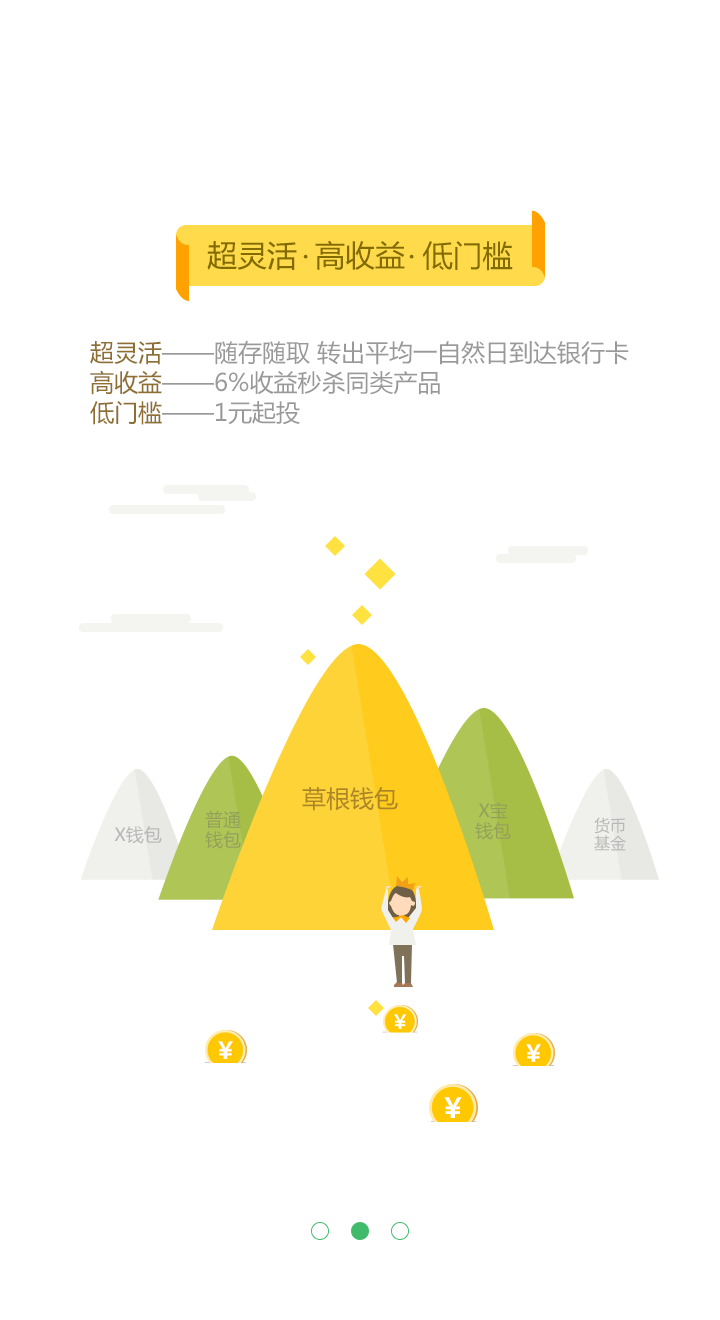 超灵活·高收益·低门槛
超灵活——随存随取 转出平均一自然日到达银行卡
高收益——6%收益秒杀同类产品
低门槛——1元起投
草根钱包
X宝
钱包
普通
钱包
X钱包
货币
基金
¥
¥
¥
¥